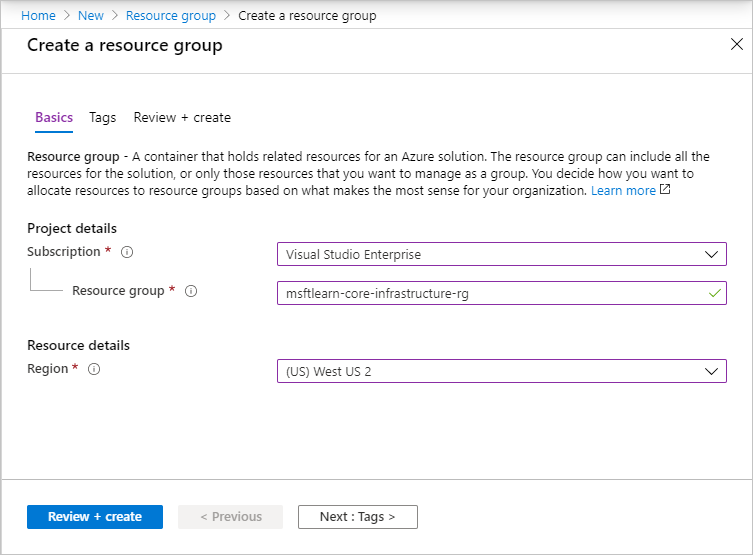 Home > New > Resource group > Create a resource group
Create a resource group
Basics Tags Review + create
Resource group - A container that holds related resources for an Azure solution. The resource group can include all the
resources for the solution, or only those resources that you want to manage as a group. You decide how you want to
allocate resources to resource groups based on what makes the most sense for your organization. Learn more
Project details
Subscription * Visual Studio Enterprise
Resource group * msftlearn-core-infrastructure-rg
Resource details
Region * (US) West US 2
Review + create < Previous Next : Tags >